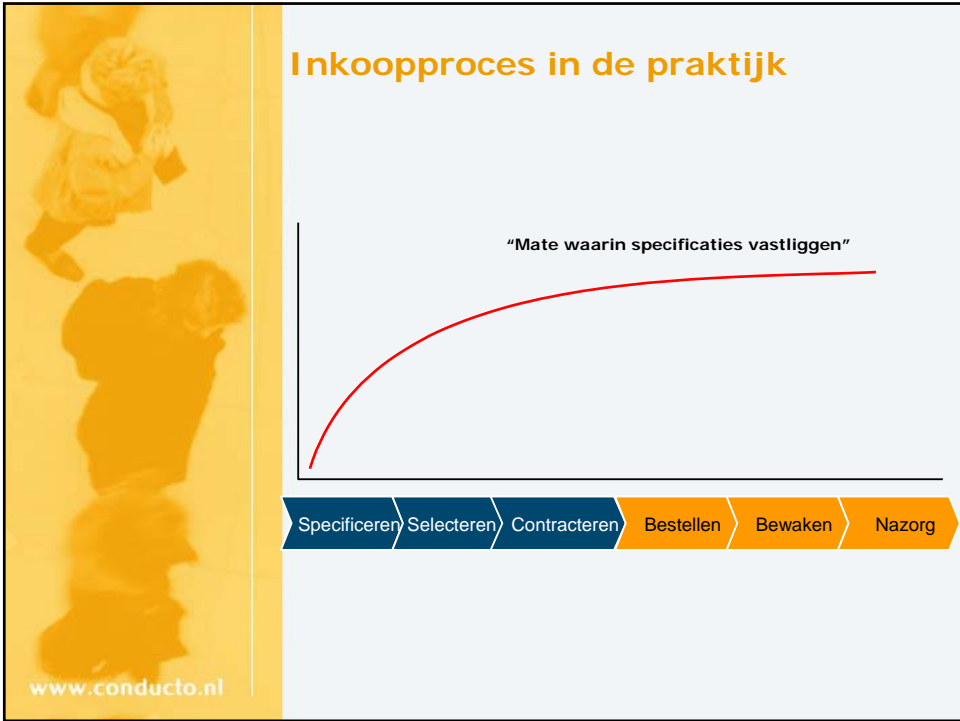 Inkoopproces in de praktijk
“Mate waarin specificaties vastliggen”
Specificeren Selecteren Contracteren Bestellen Bewaken Nazorg
www.conducto.nl